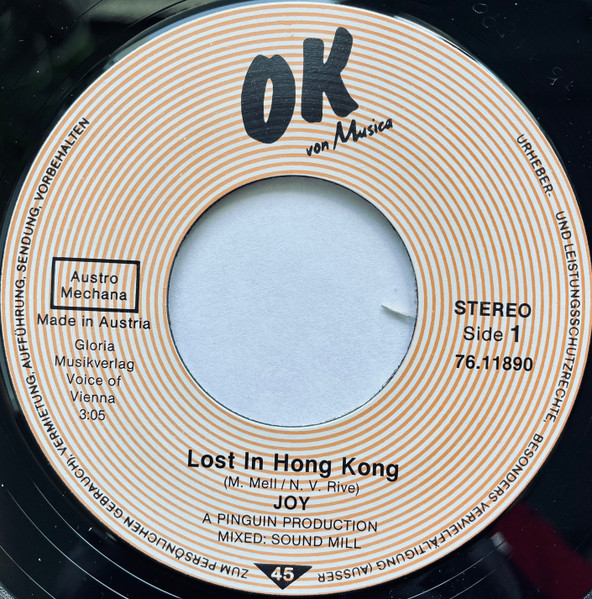 OK
von Musica
Austro
Mechana
Made in Austria
Gloria
Musikverlag
Voice of
Vienna
3:05
STEREO
Side 1
76.11890
Lost In Hong Kong
(M. Mell / N. V. Rive)
JOY
A PINGUIN PRODUCTION
MIXED: SOUND MILL
45
URHEBER- UND LEISTUNGSSCHUTZRECHTE, BESONDERS VERVIELFÄLTIGUNG (AUSSER ZUM PERSÖNLICHEN GEBRAUCH), VERMIETUNG, AUFFÜHRUNG, SENDUNG, VORBEHALTEN